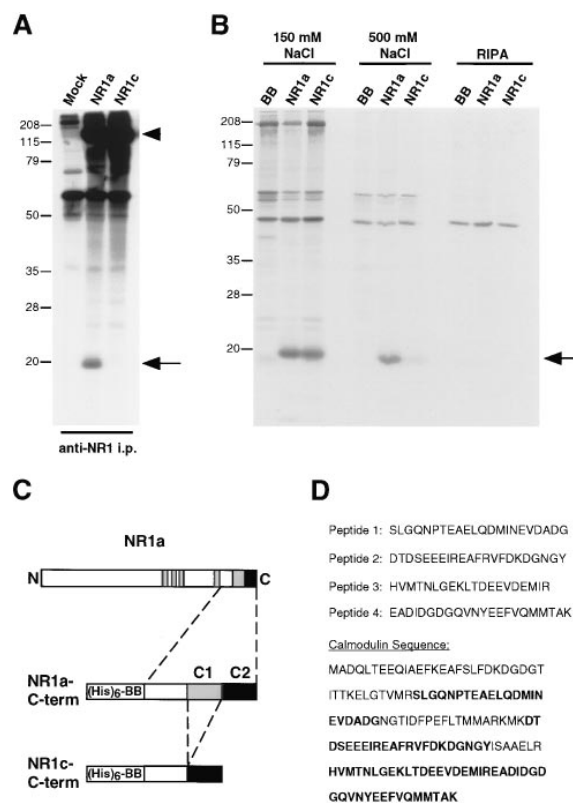 A
Mock
NR1a
NR1c
208
115
79
50
35
28
20
anti-NR1 i.p.
B
150 mM NaCl
500 mM NaCl
RIPA
BB
NR1a
NR1c
BB
NR1a
NR1c
BB
NR1a
NR1c
208
115
79
50
35
28
20
C
NR1a
N
C
C1 C2
NR1a-
C-term
(His)6-BB
NR1c-
C-term
(His)6-BB
D
Peptide 1: SLGQNPTEAELQDMINEVDADG
Peptide 2: DTDSEEEIREAFRVFDKDGNGY
Peptide 3: HVMTNLGEKLTDEEVDEMIR
Peptide 4: EADIDGDGQVNYEEFVQMMTAK
Calmodulin Sequence:
MADQLTEEQIAEFKEAFSLFDKDGDGT
ITTKELGTVMRSLGQNPTEAELQDMIN
EVDADGNGTIDFPEFLTMMARKMKDT
DSEEEIREAFRVFDKDGNGYISAAELR
HVMTNLGEKLTDEEVDEMIREADIDGD
GQVNYEEFVQMMTAK